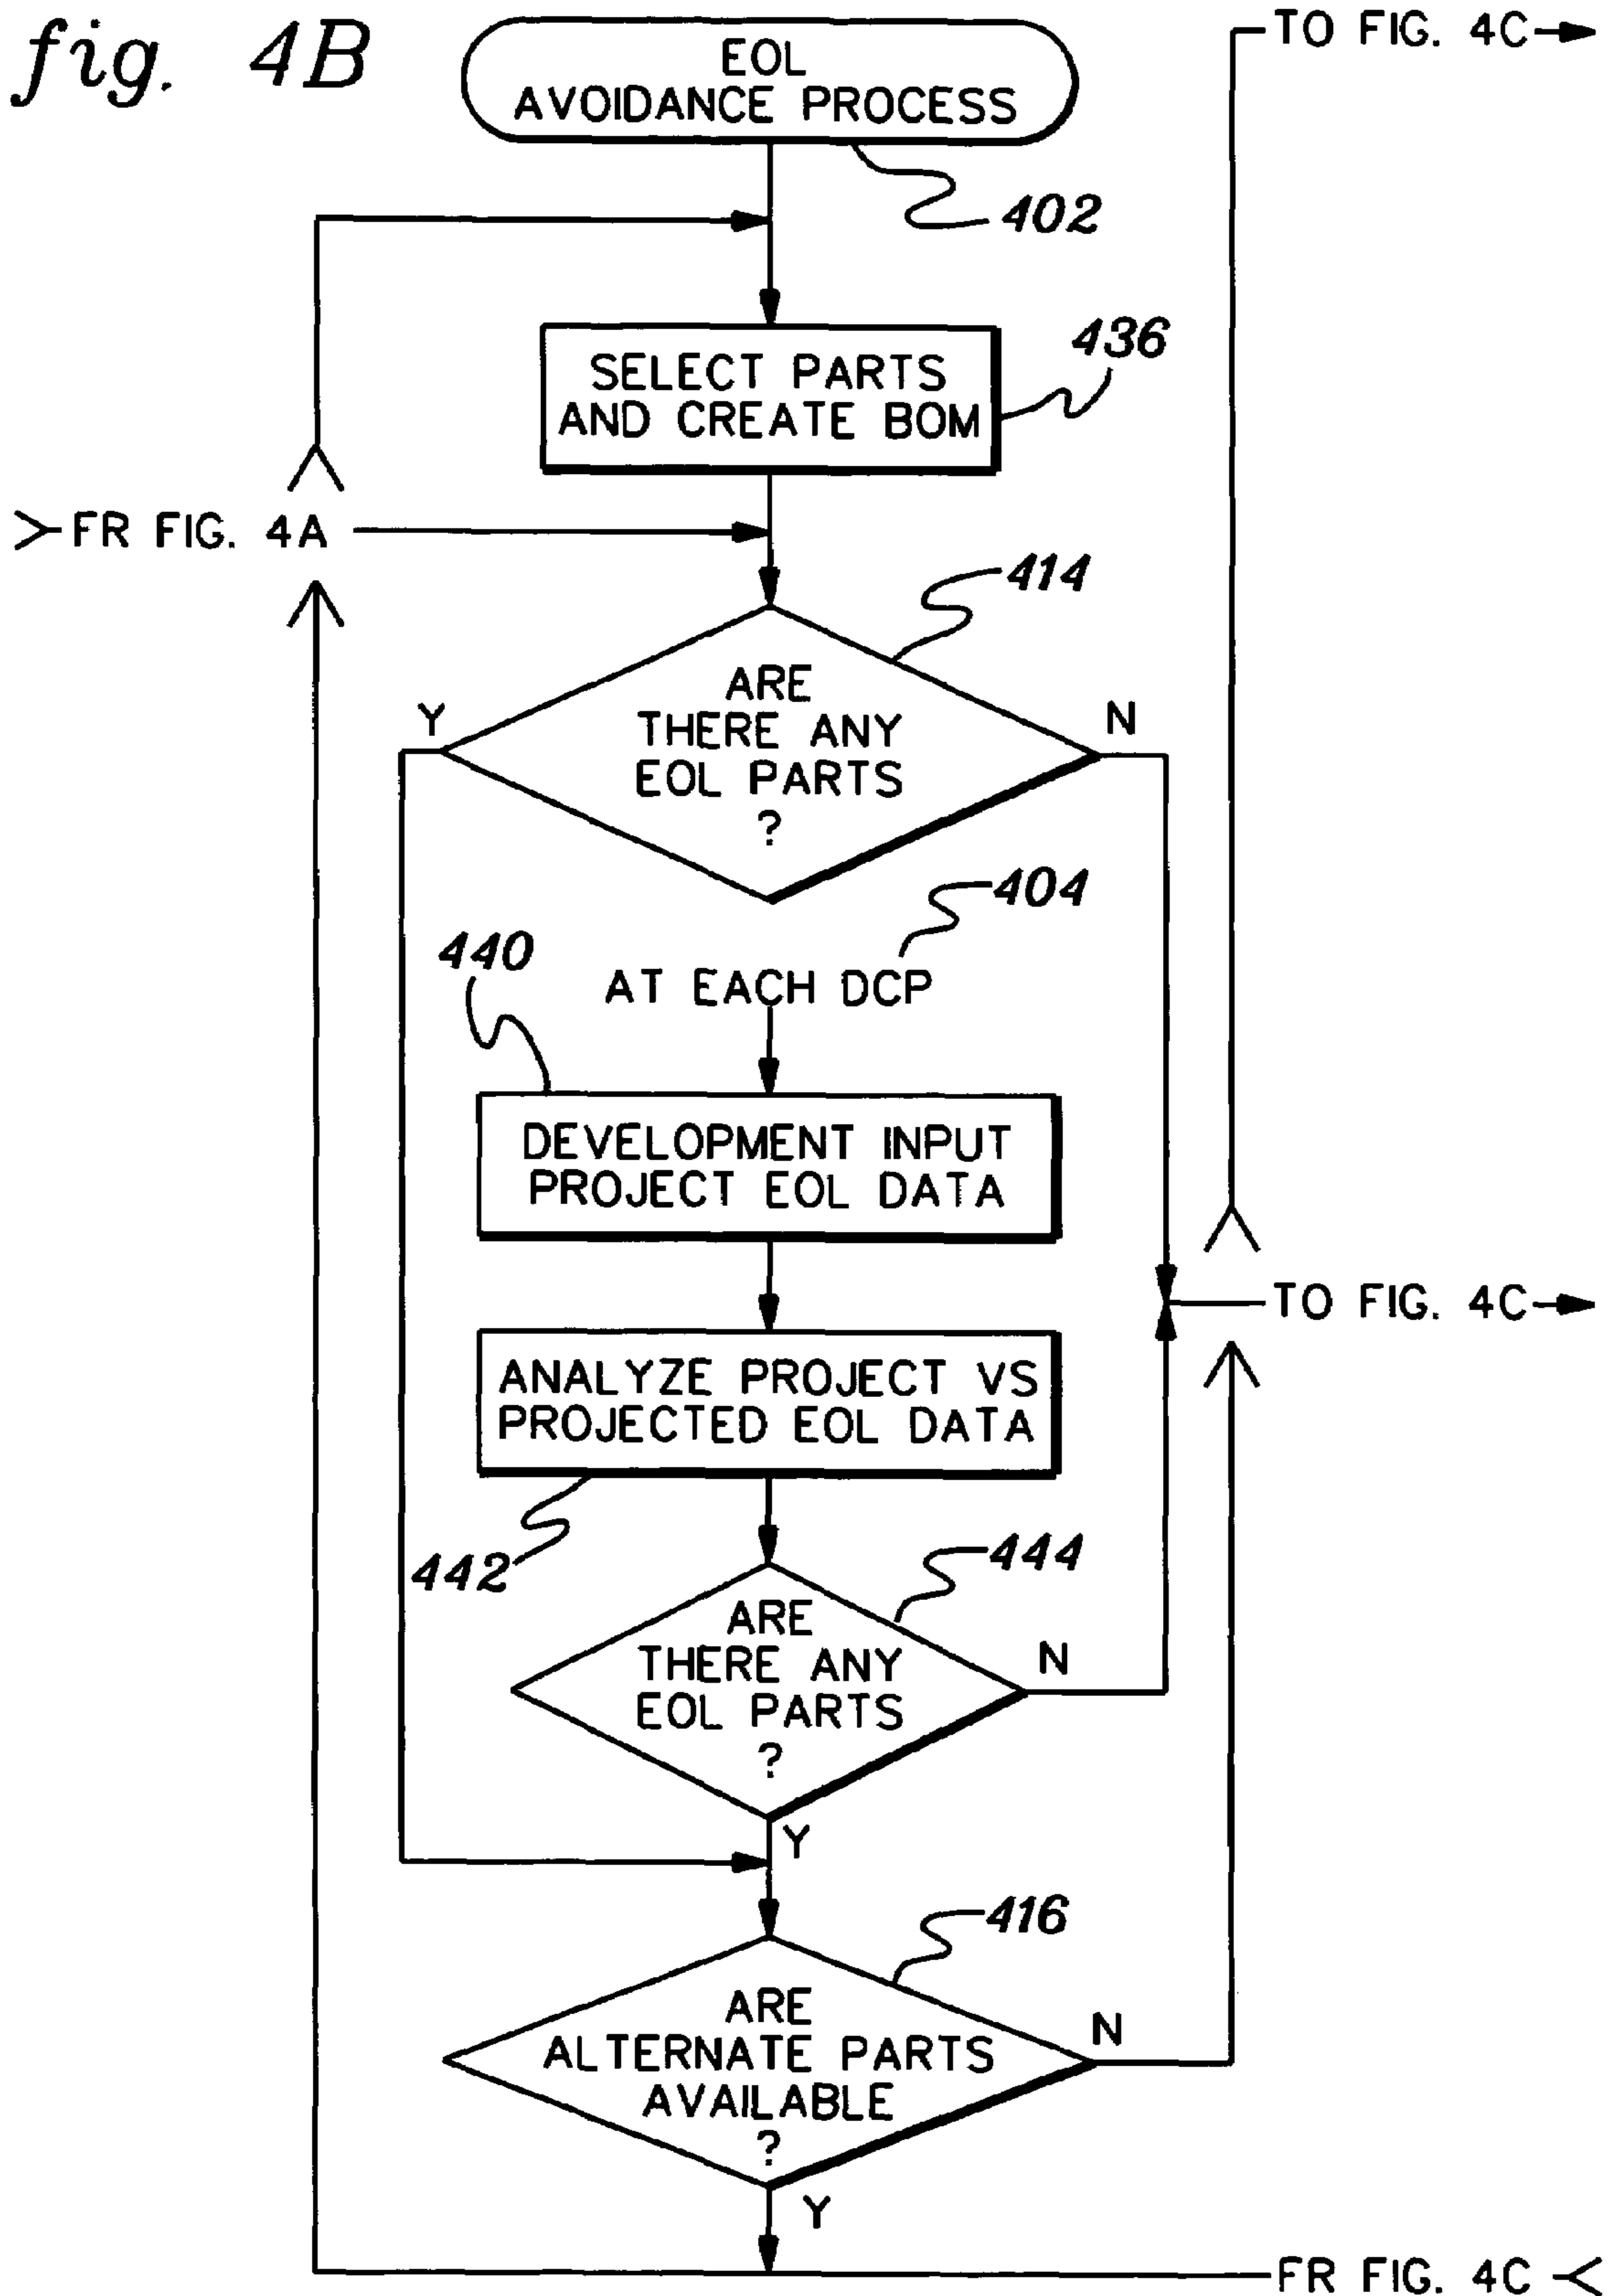 fig. 4B
EOL
AVOIDANCE PROCESS
TO FIG. 4C
402
SELECT PARTS
AND CREATE BOM
436
FR FIG. 4A
414
ARE
THERE ANY
EOL PARTS
?
Y
N
404
440
AT EACH DCP
DEVELOPMENT INPUT
PROJECT EOL DATA
TO FIG. 4C
ANALYZE PROJECT VS
PROJECTED EOL DATA
442
444
ARE
THERE ANY
EOL PARTS
?
N
Y
416
ARE
ALTERNATE PARTS
AVAILABLE
?
N
Y
FR FIG. 4C